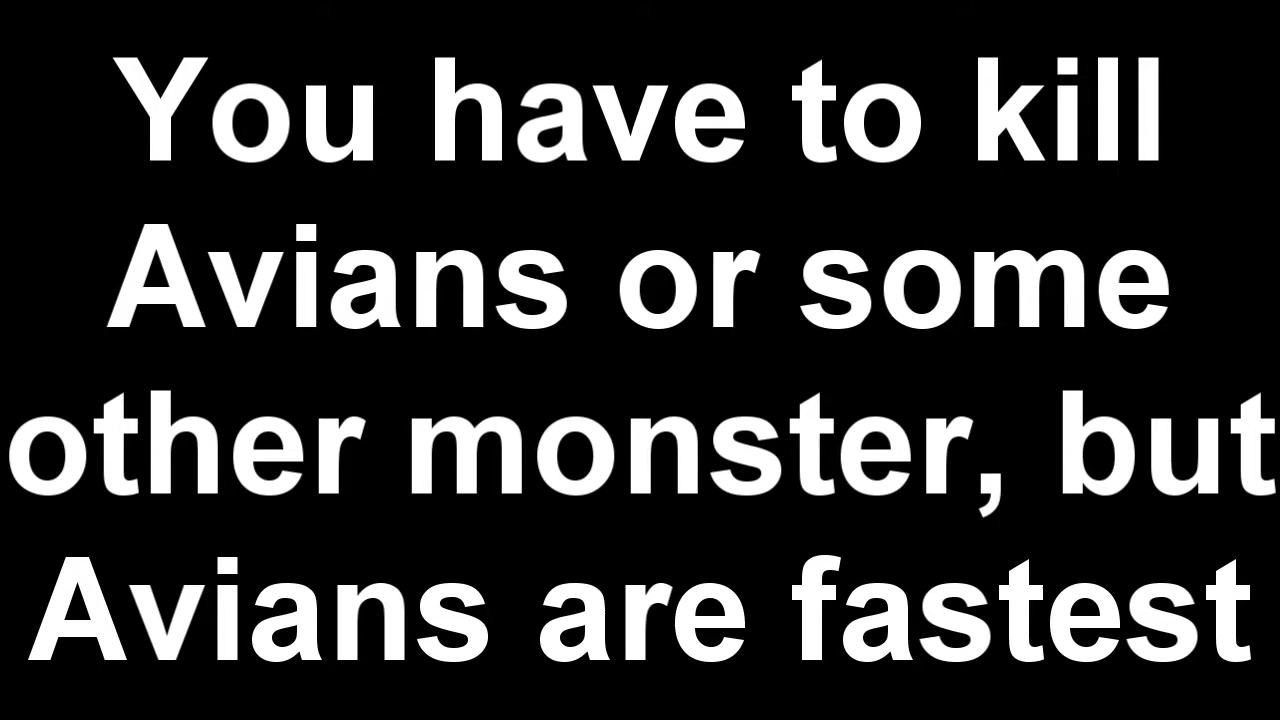 You have to kill
Avians or some
other monster, but
Avians are fastest